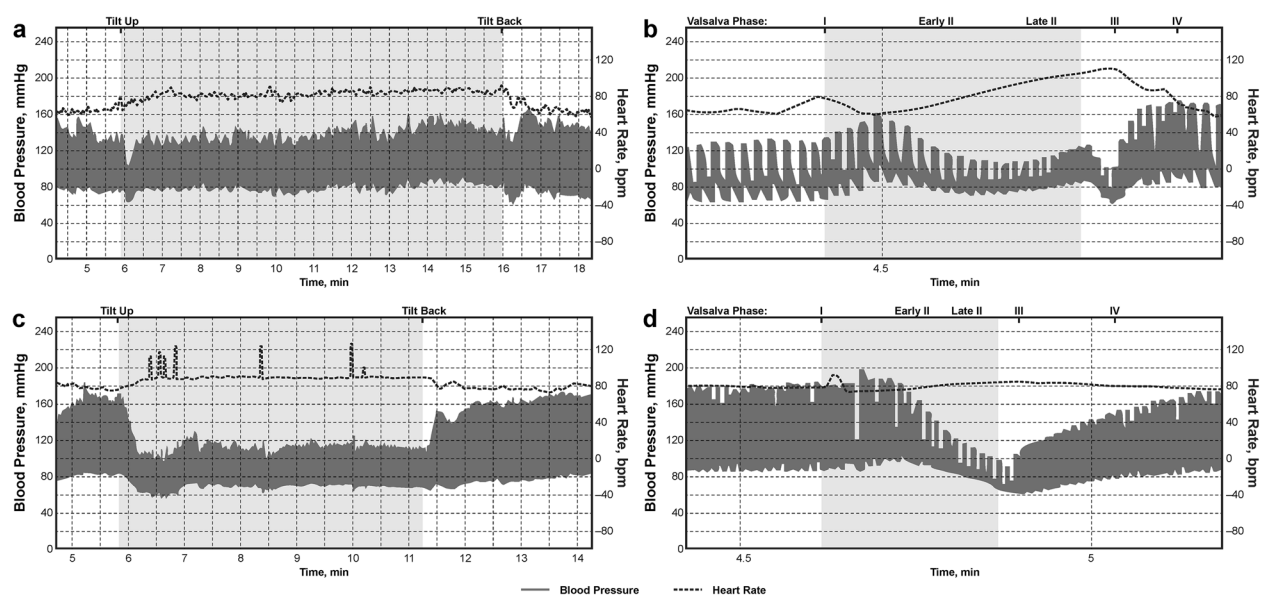 a
Tilt Up
Tilt Back
240
200
160
120
80
40
0
Blood Pressure, mmHg
120
80
40
0
−40
−80
Heart Rate, bpm
5 6 7 8 9 10 11 12 13 14 15 16 17 18
Time, min
b
Valsalva Phase: I Early II Late II III IV
240
200
160
120
80
40
0
Blood Pressure, mmHg
120
80
40
0
−40
−80
Heart Rate, bpm
4.5
Time, min
c
Tilt Up
Tilt Back
240
200
160
120
80
40
0
Blood Pressure, mmHg
120
80
40
0
−40
−80
Heart Rate, bpm
5 6 7 8 9 10 11 12 13 14
Time, min
d
Valsalva Phase: I Early II Late II III IV
240
200
160
120
80
40
0
Blood Pressure, mmHg
120
80
40
0
−40
−80
Heart Rate, bpm
4.5 5
Time, min
Blood Pressure Heart Rate